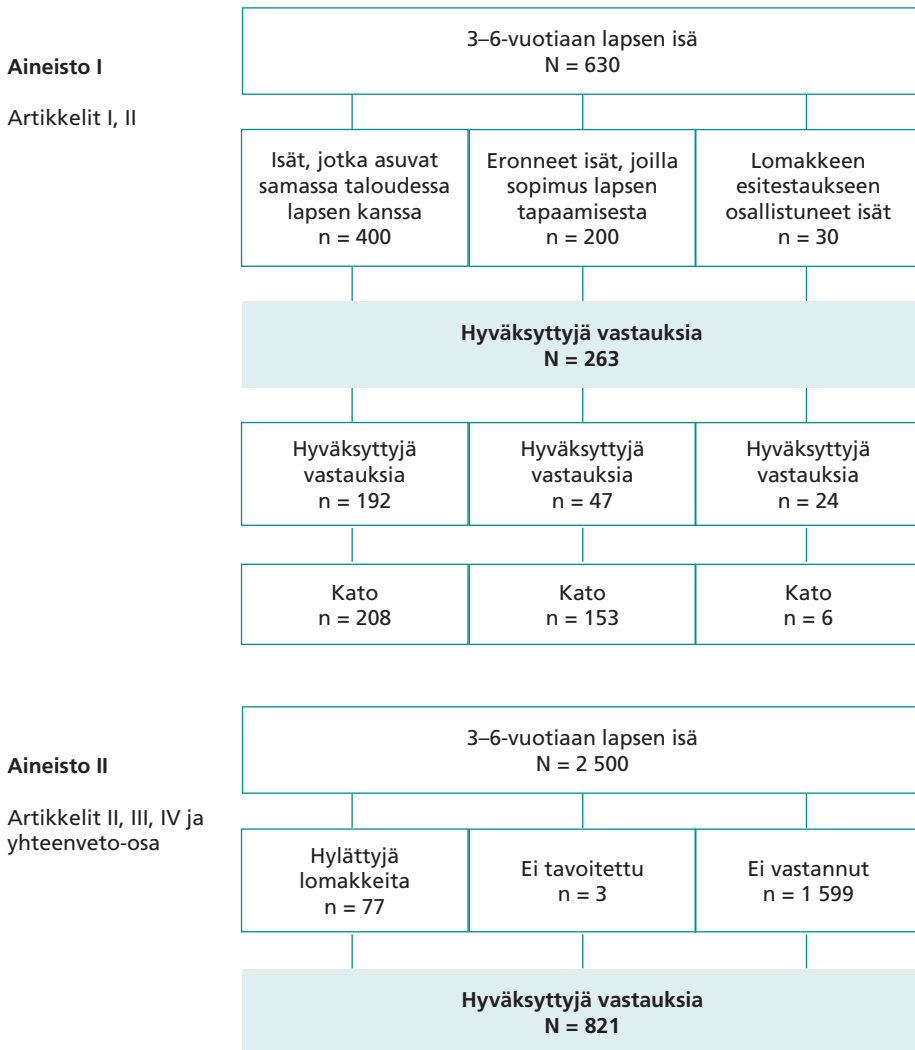 Aineisto I
Artikkelit I, II
3–6-vuotiaan lapsen isä
N = 630
Isät, jotka asuvat
samassa taloudessa
lapsen kanssa
n = 400
Eronneet isät, joilla
sopimus lapsen
tapaamisesta
n = 200
Lomakkeen
esitestaukseen
osallistuneet isät
n = 30
Hyväksyttyjä vastauksia
N = 263
Hyväksyttyjä
vastauksia
n = 192
Hyväksyttyjä
vastauksia
n = 47
Hyväksyttyjä
vastauksia
n = 24
Kato
n = 208
Kato
n = 153
Kato
n = 6
Aineisto II
Artikkelit II, III, IV ja
yhteenveto-osa
3–6-vuotiaan lapsen isä
N = 2 500
Hylättyjä
lomakkeita
n = 77
Ei tavoitettu
n = 3
Ei vastannut
n = 1 599
Hyväksyttyjä vastauksia
N = 821